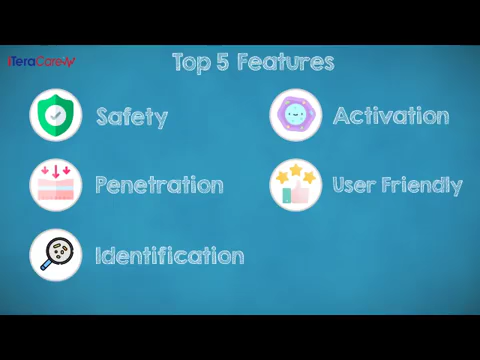 iTeraCare
Top 5 Features
Safety
Penetration
Identification
Activation
User Friendly